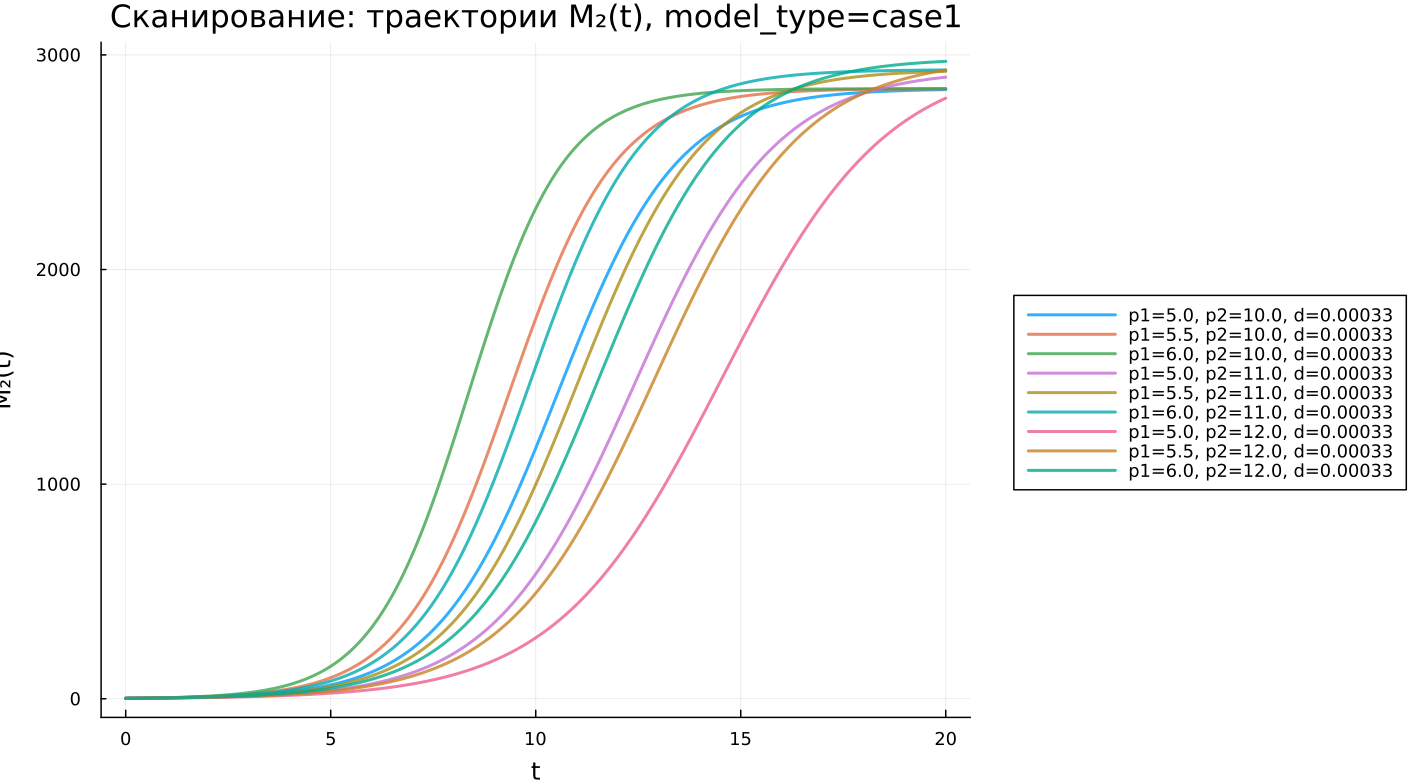 Сканирование: траектории M₂(t), model_type=case1
3000
2000
1000
0
M₂(t)
0 5 10 15 20
t
p1=5.0, p2=10.0, d=0.00033
p1=5.5, p2=10.0, d=0.00033
p1=6.0, p2=10.0, d=0.00033
p1=5.0, p2=11.0, d=0.00033
p1=5.5, p2=11.0, d=0.00033
p1=6.0, p2=11.0, d=0.00033
p1=5.0, p2=12.0, d=0.00033
p1=5.5, p2=12.0, d=0.00033
p1=6.0, p2=12.0, d=0.00033